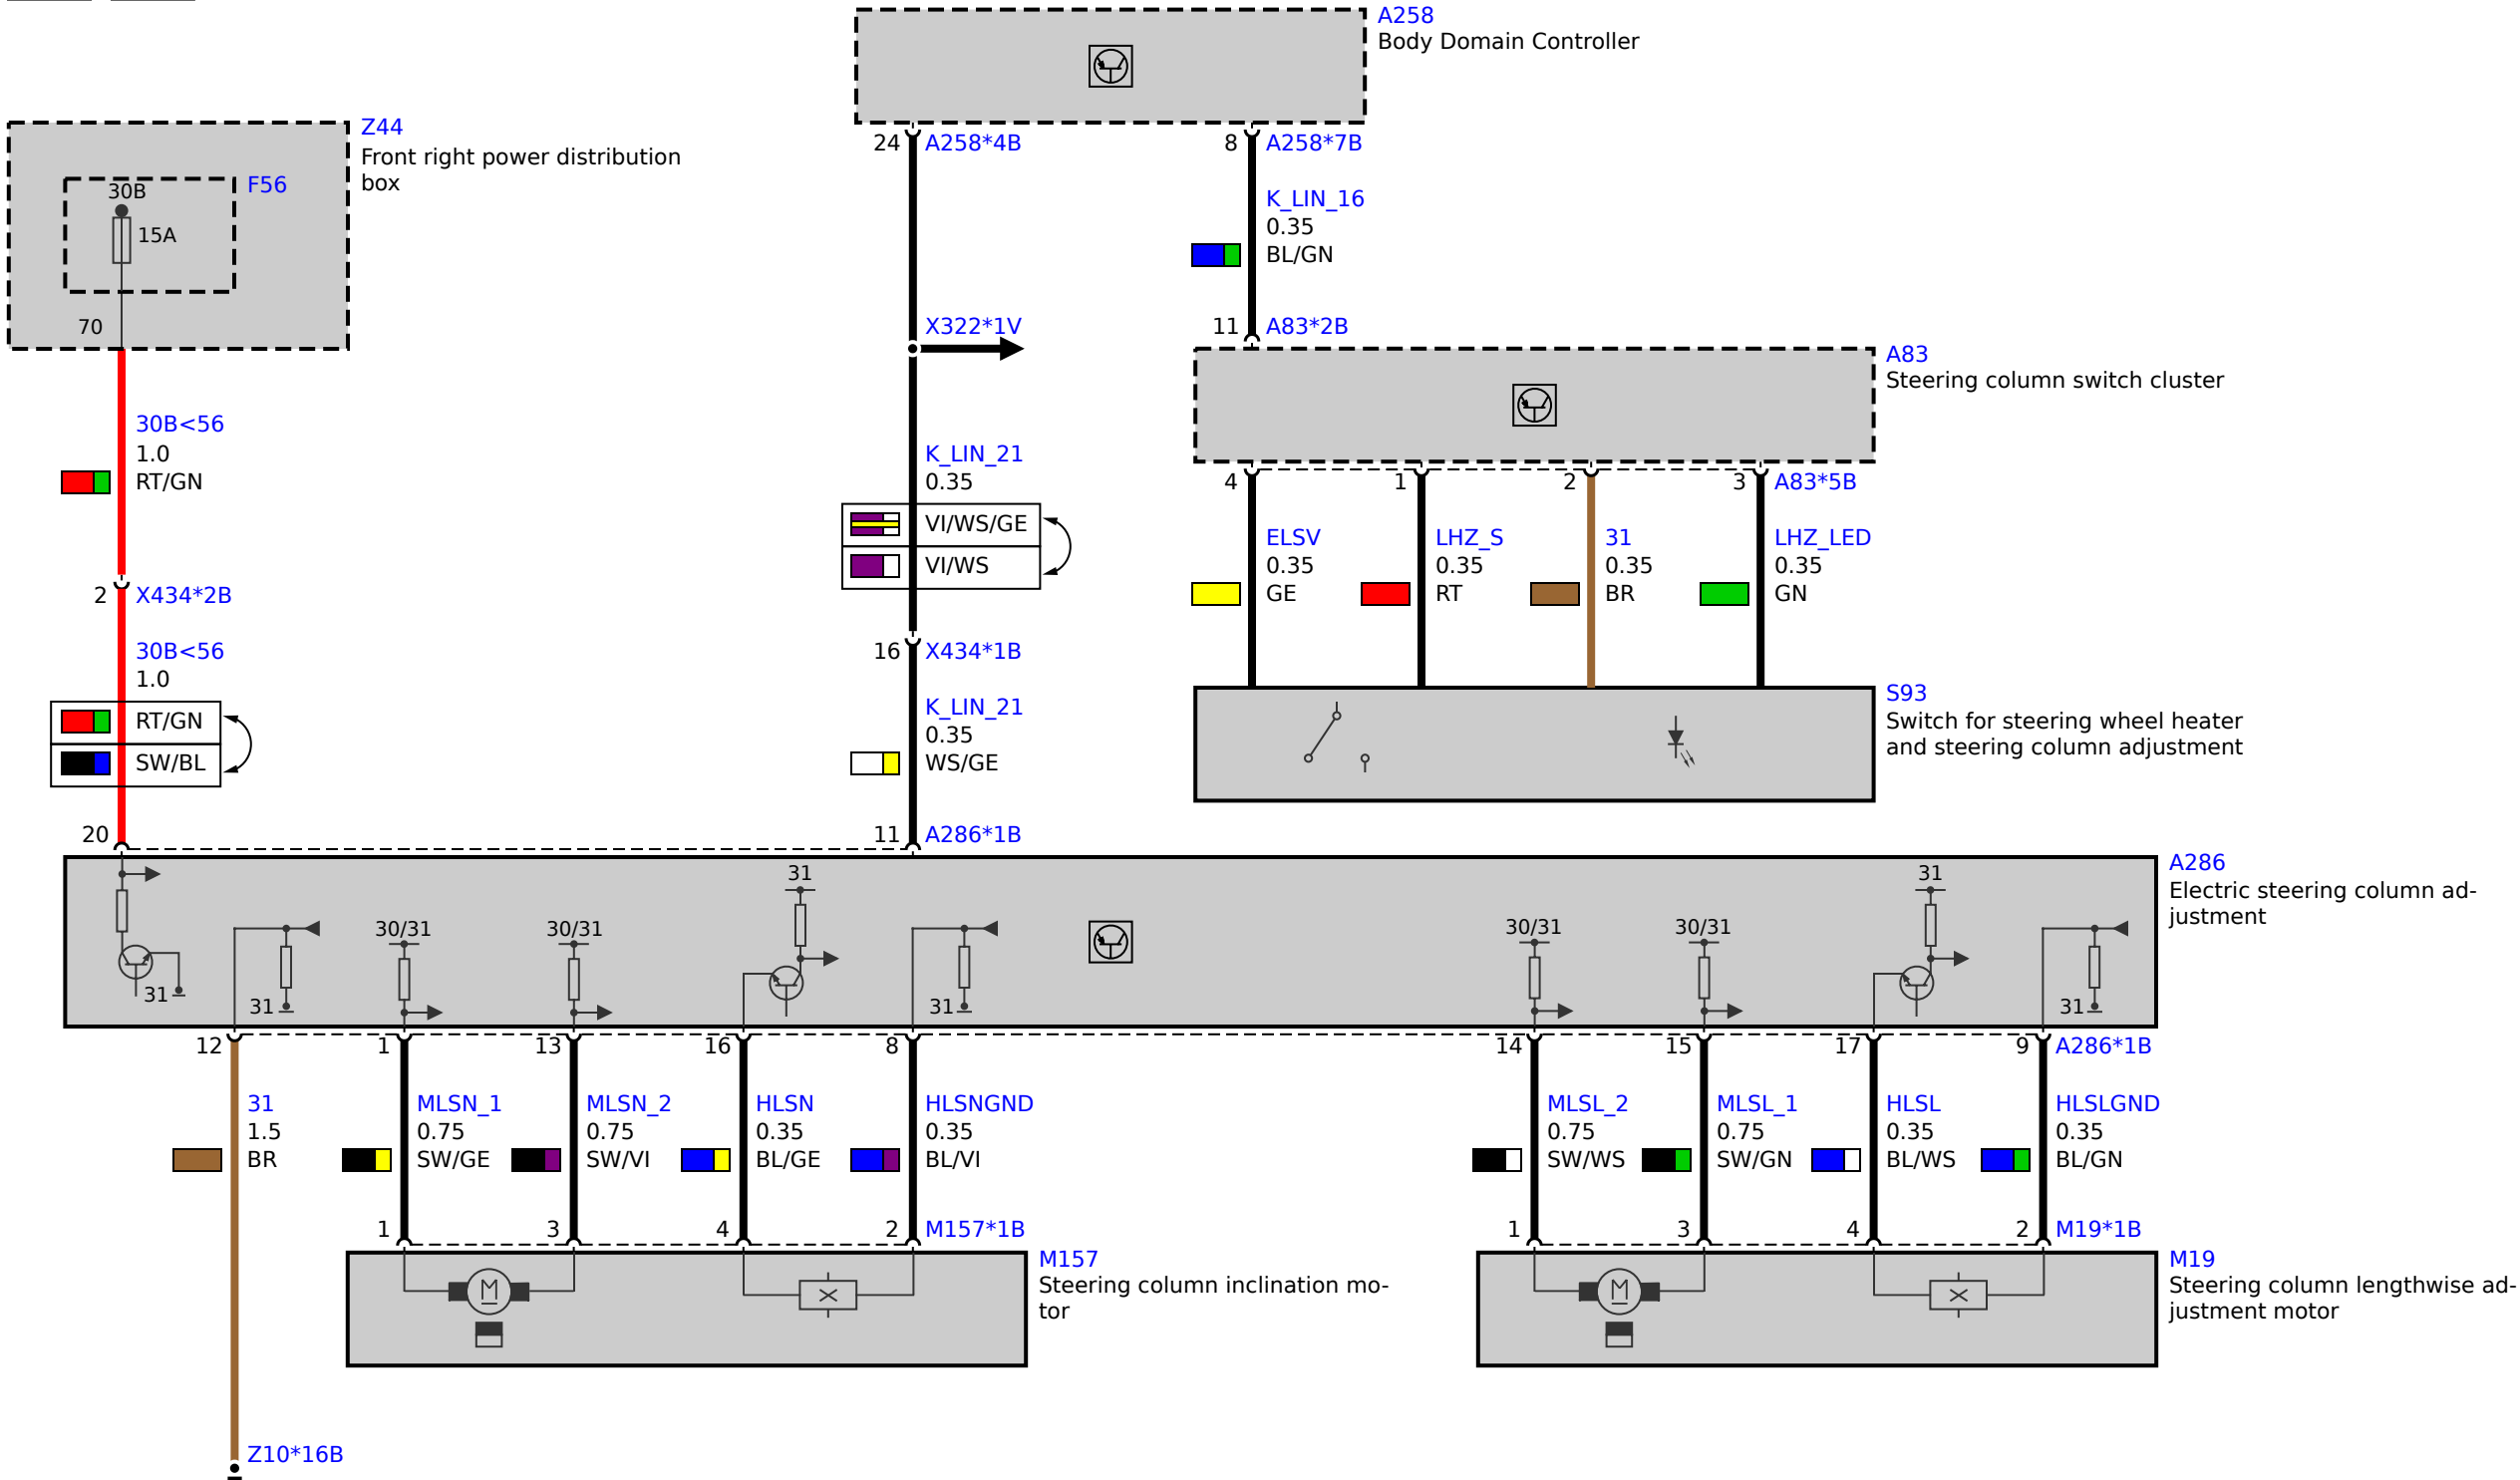 A258
Body Domain Controller
Z44
Front right power distribution
box
24 A258*4B
8 A258*7B
30B
F56
15A
K_LIN_16
0.35
BL/GN
70
X322*1V
11 A83*2B
A83
Steering column switch cluster
30B<56
1.0
RT/GN
K_LIN_21
0.35
VI/WS/GE
VI/WS
4
1
2
3 A83*5B
ELSV
0.35
GE
LHZ_S
0.35
RT
31
0.35
BR
LHZ_LED
0.35
GN
2 X434*2B
30B<56
1.0
RT/GN
SW/BL
16 X434*1B
K_LIN_21
0.35
WS/GE
S93
Switch for steering wheel heater
and steering column adjustment
20
11 A286*1B
A286
Electric steering column ad-
justment
31
31
30/31
30/31
31
31
30/31
30/31
31
31
12
1
13
16
8
14
15
17
9 A286*1B
31
1.5
BR
MLSN_1
0.75
SW/GE
MLSN_2
0.75
SW/VI
HLSN
0.35
BL/GE
HLSNGND
0.35
BL/VI
MLSL_2
0.75
SW/WS
MLSL_1
0.75
SW/GN
HLSL
0.35
BL/WS
HLSLGND
0.35
BL/GN
1
3
4
2 M157*1B
1
3
4
2 M19*1B
M
M157
Steering column inclination mo-
tor
M
M19
Steering column lengthwise ad-
justment motor
Z10*16B